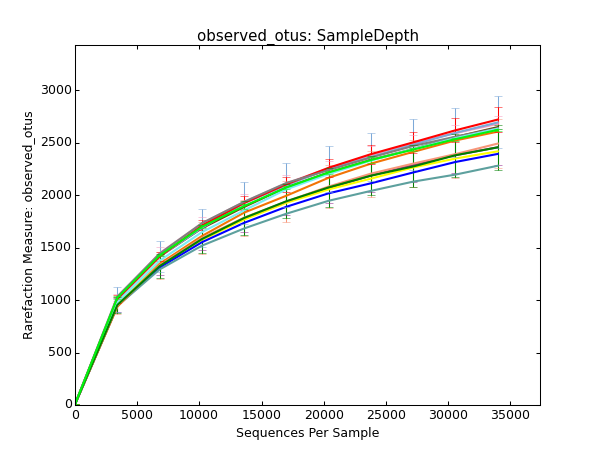 observed_otus: SampleDepth
3000
2500
2000
1500
1000
500
0
Rarefaction Measure: observed_otus
0 5000 10000 15000 20000 25000 30000 35000
Sequences Per Sample